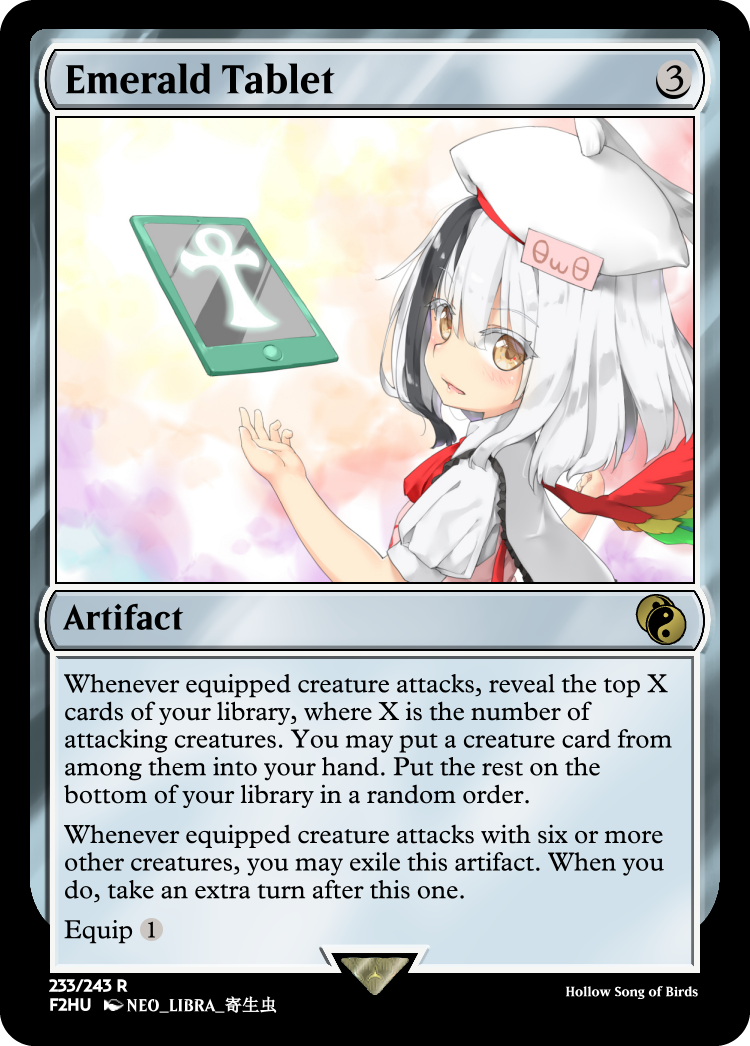 Emerald Tablet
3
θωθ
Artifact
Whenever equipped creature attacks, reveal the top X
cards of your library, where X is the number of
attacking creatures. You may put a creature card from
among them into your hand. Put the rest on the
bottom of your library in a random order.
Whenever equipped creature attacks with six or more
other creatures, you may exile this artifact. When you
do, take an extra turn after this one.
Equip 1
233/243 R
F2HU NEO_LIBRA_寄生虫
Hollow Song of Birds